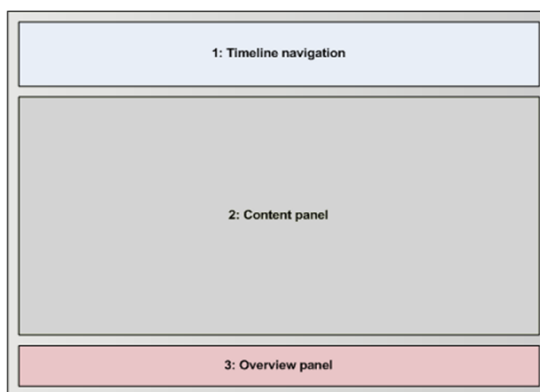 1: Timeline navigation
2: Content panel
3: Overview panel